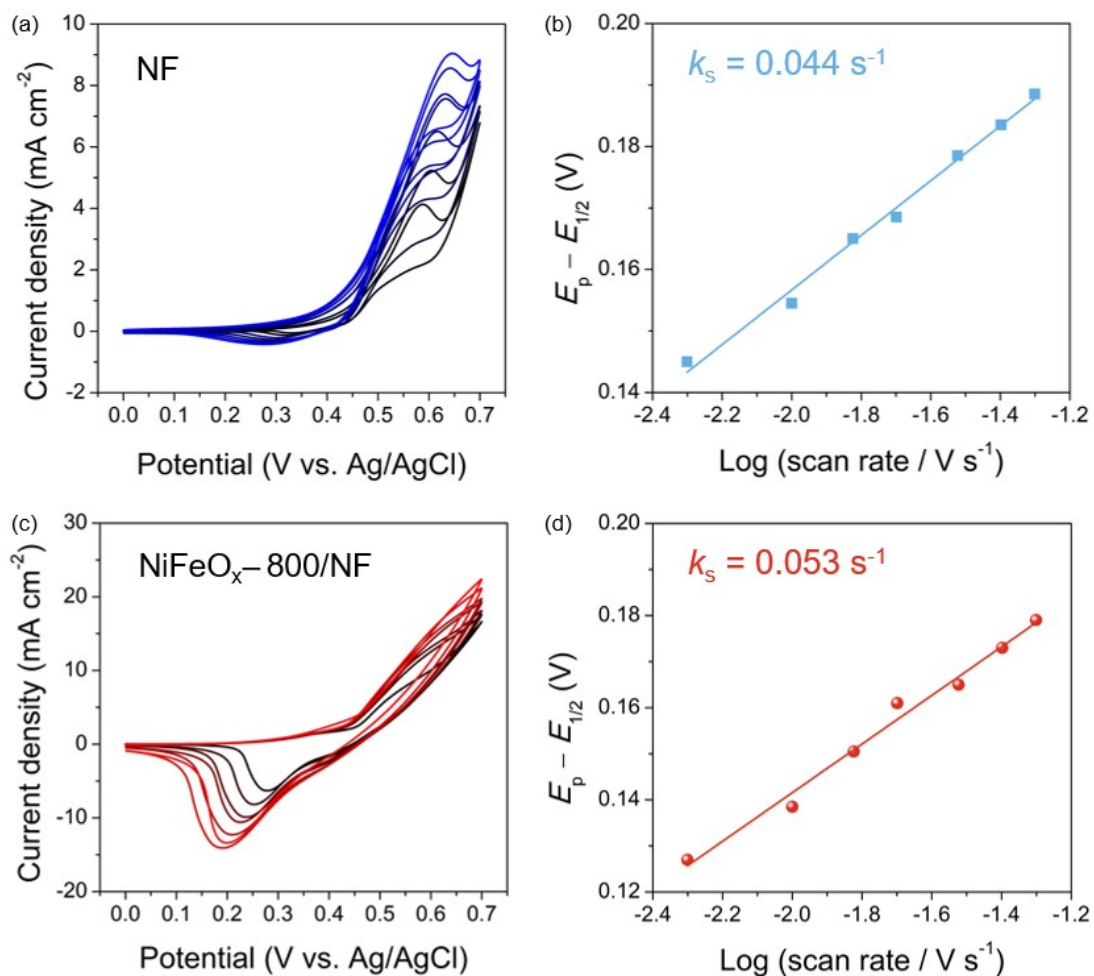 (a)
NF
Current density (mA cm⁻²)
10
8
6
4
2
0
-2
0.0 0.1 0.2 0.3 0.4 0.5 0.6 0.7
Potential (V vs. Ag/AgCl)
(b)
kₛ = 0.044 s⁻¹
Eₚ − E₁/₂ (V)
0.20
0.18
0.16
0.14
-2.4 -2.2 -2.0 -1.8 -1.6 -1.4 -1.2
Log (scan rate / V s⁻¹)
(c)
NiFeOₓ–800/NF
Current density (mA cm⁻²)
30
20
10
0
-10
-20
0.0 0.1 0.2 0.3 0.4 0.5 0.6 0.7
Potential (V vs. Ag/AgCl)
(d)
kₛ = 0.053 s⁻¹
Eₚ − E₁/₂ (V)
0.20
0.18
0.16
0.14
0.12
-2.4 -2.2 -2.0 -1.8 -1.6 -1.4 -1.2
Log (scan rate / V s⁻¹)